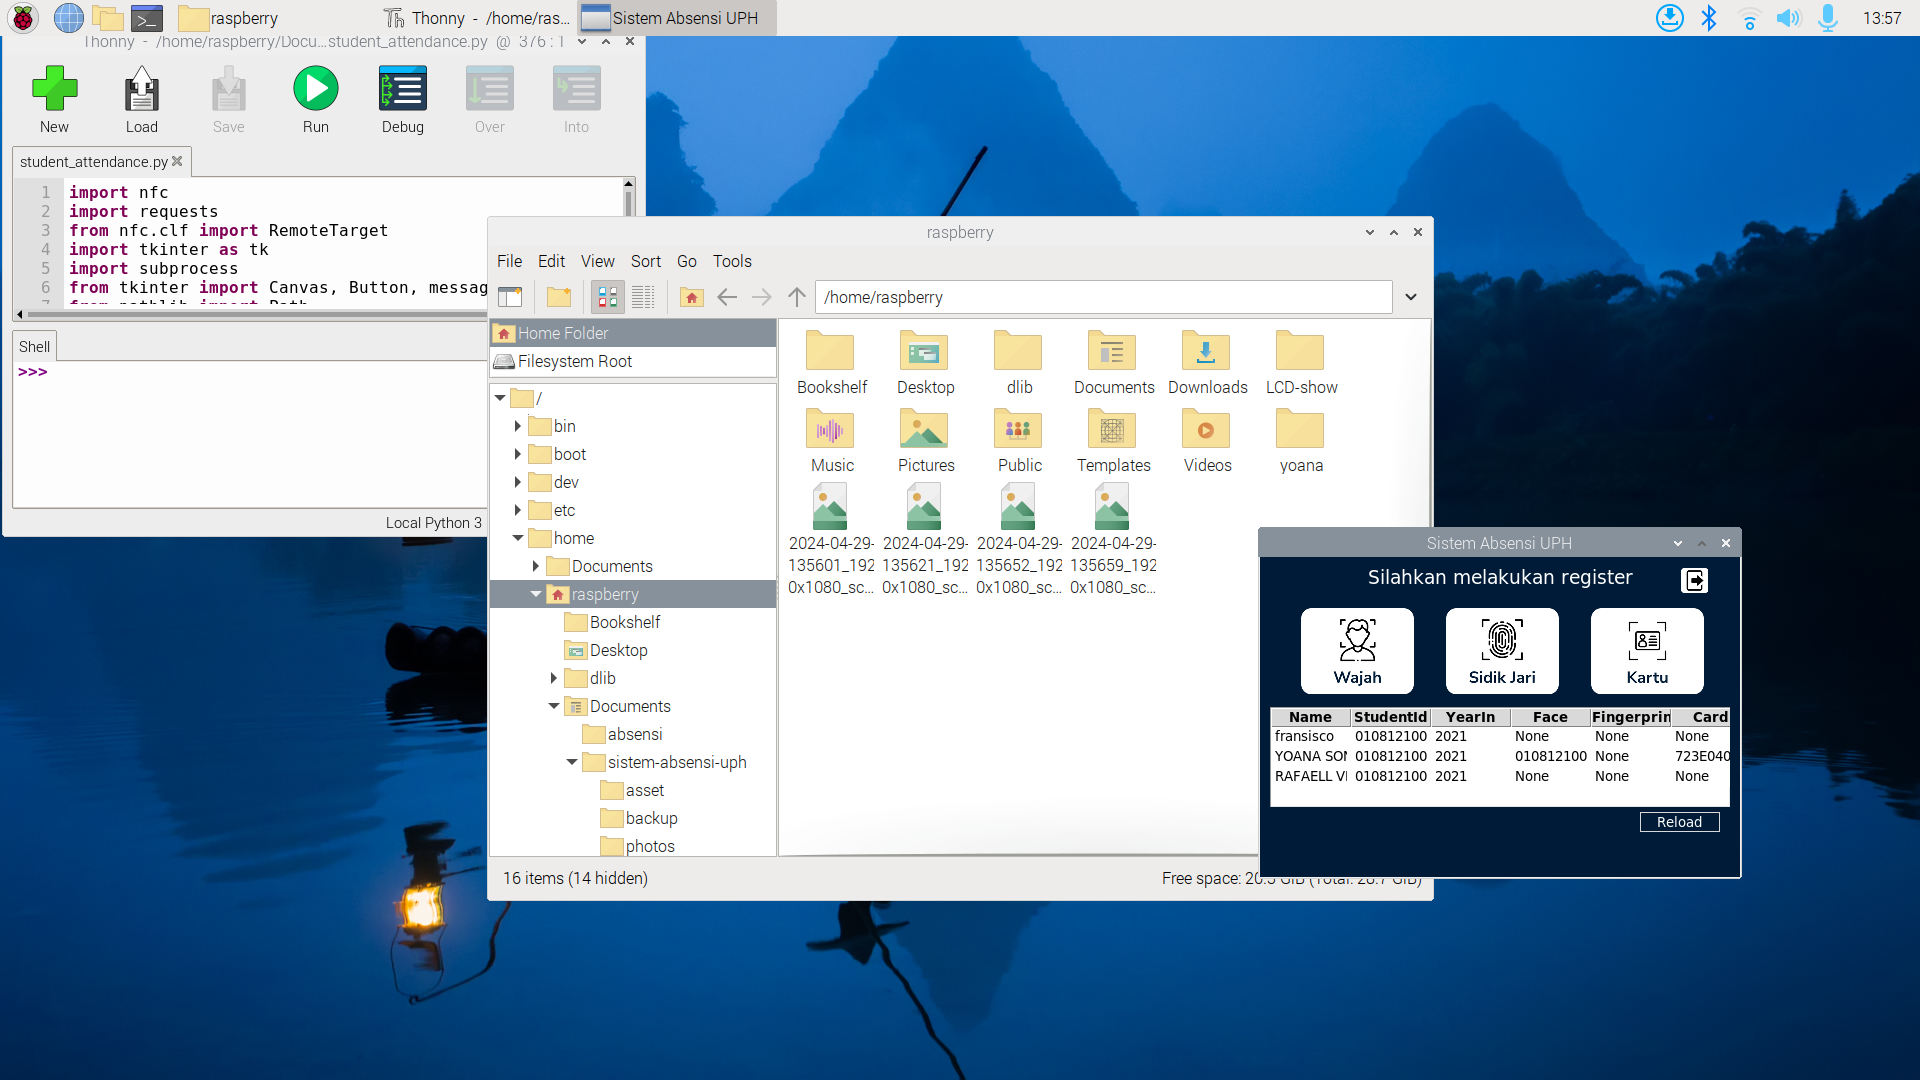 raspberry
Thonny - /home/ras...
Sistem Absensi UPH
13:57
Thonny - /home/raspberry/Docu...student_attendance.py @ 376 : 1
New
Load
Save
Run
Debug
Over
Into
student_attendance.py
1 import nfc
2 import requests
3 from nfc.clf import RemoteTarget
4 import tkinter as tk
5 import subprocess
6 from tkinter import Canvas, Button, messag
7 from pathlib import Path
Shell
>>>
Local Python 3
raspberry
File Edit View Sort Go Tools
/home/raspberry
Home Folder
Filesystem Root
/
bin
boot
dev
etc
home
Documents
raspberry
Bookshelf
Desktop
dlib
Documents
absensi
sistem-absensi-uph
asset
backup
photos
Bookshelf Desktop dlib Documents Downloads LCD-show
Music Pictures Public Templates Videos yoana
2024-04-29-135601_1920x1080_sc...
2024-04-29-135621_1920x1080_sc...
2024-04-29-135652_1920x1080_sc...
2024-04-29-135659_1920x1080_sc...
16 items (14 hidden)
Free space: 20.5 GiB (Total: 28.7 GiB)
Sistem Absensi UPH
Silahkan melakukan register
Wajah
Sidik Jari
Kartu
Name StudentId YearIn Face Fingerprin Card
fransisco 010812100 2021 None None None
YOANA SON 010812100 2021 010812100 None 723E040
RAFAELL VI 010812100 2021 None None None
Reload